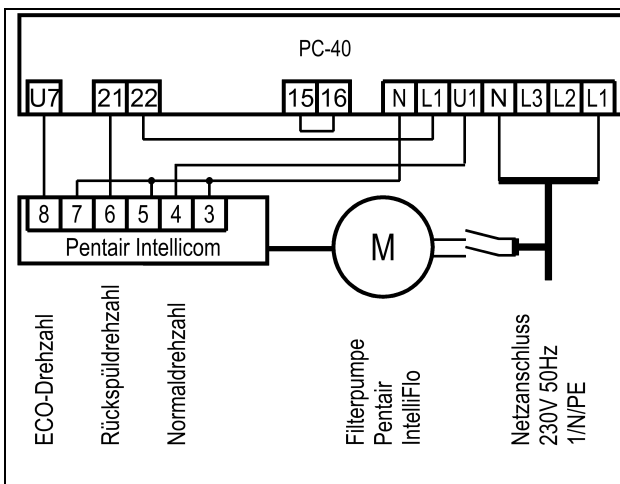 PC-40
U7 21 22 15 16 N L1 U1 N L3 L2 L1
8 7 6 5 4 3
Pentair Intellicom
M
ECO-Drehzahl
Rückspüldrehzahl
Normaldrehzahl
Filterpumpe
Pentair
IntelliFlo
Netzanschluss
230V 50Hz
1/N/PE